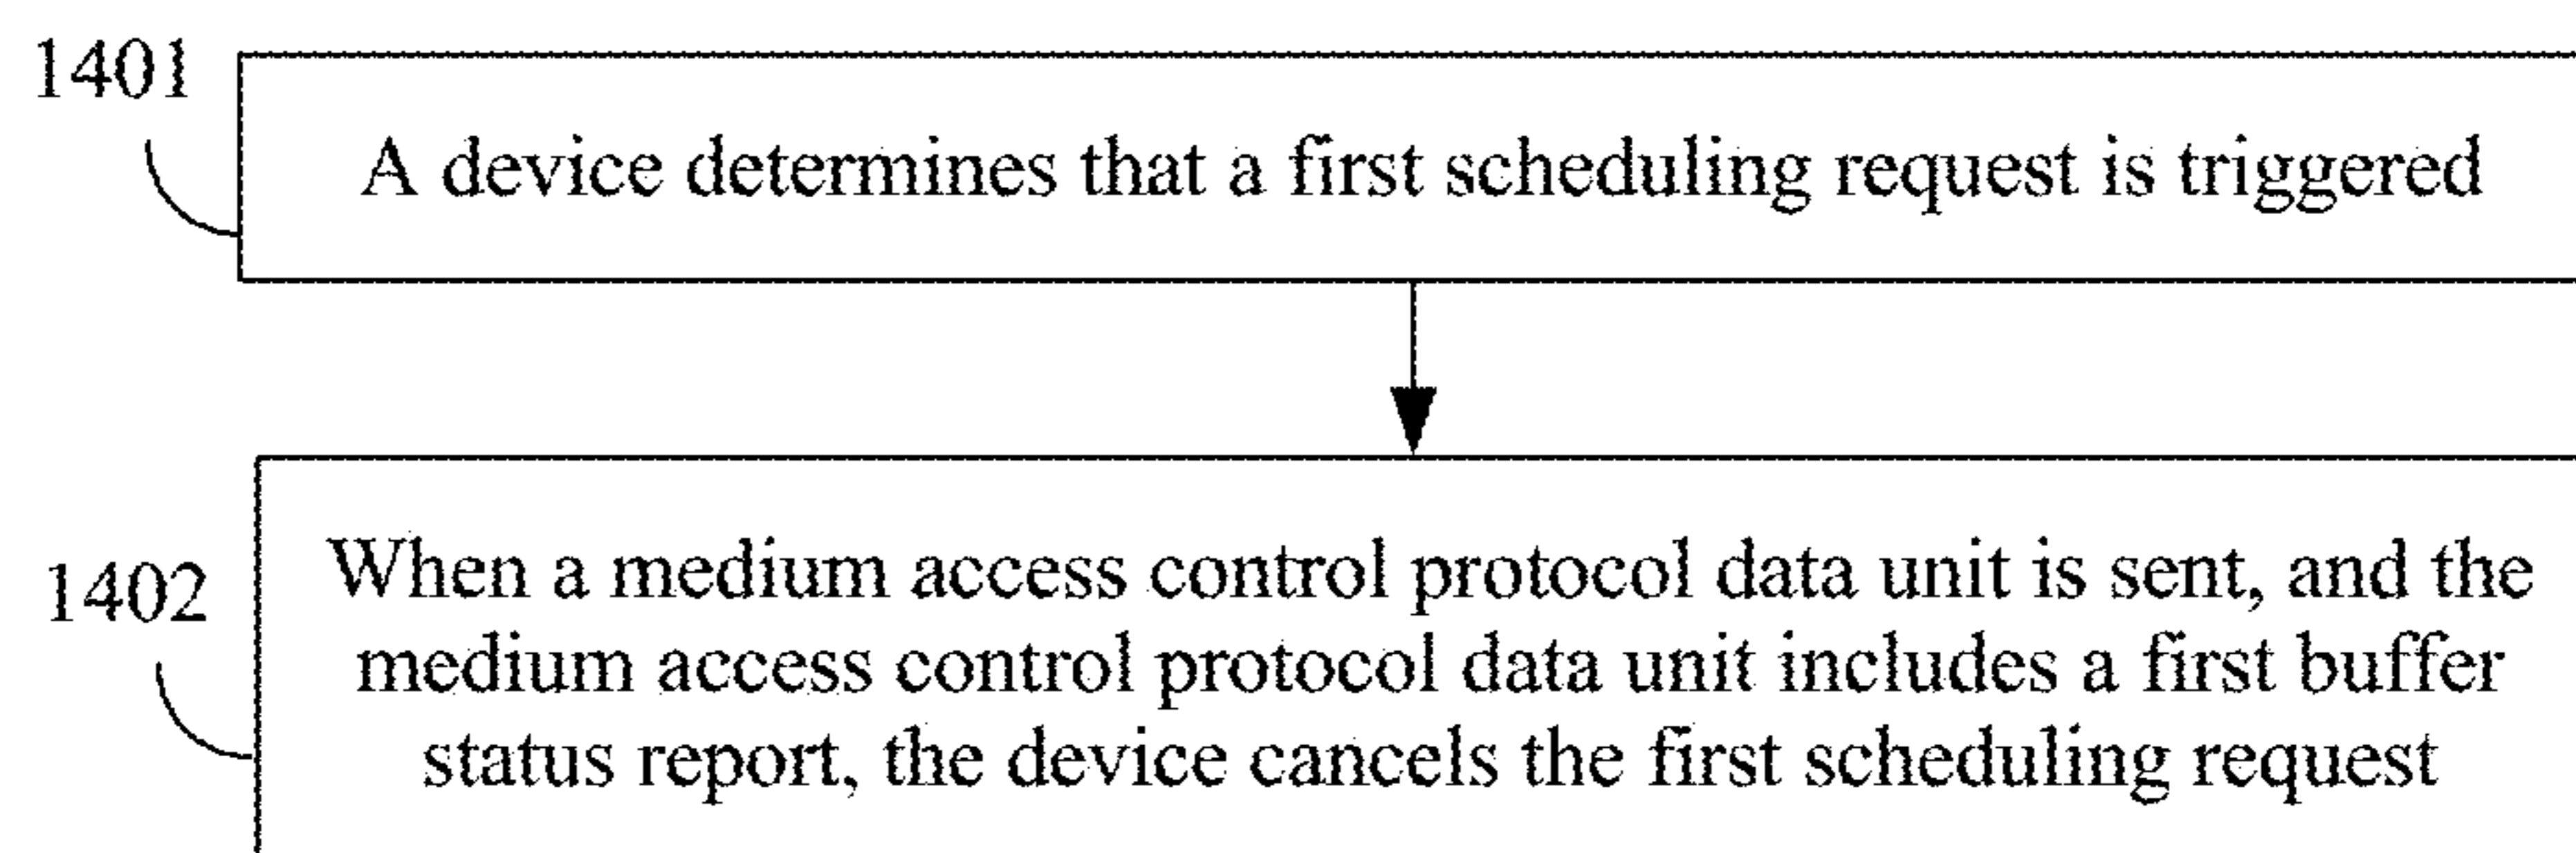 1401
A device determines that a first scheduling request is triggered
1402
When a medium access control protocol data unit is sent, and the
medium access control protocol data unit includes a first buffer
status report, the device cancels the first scheduling request